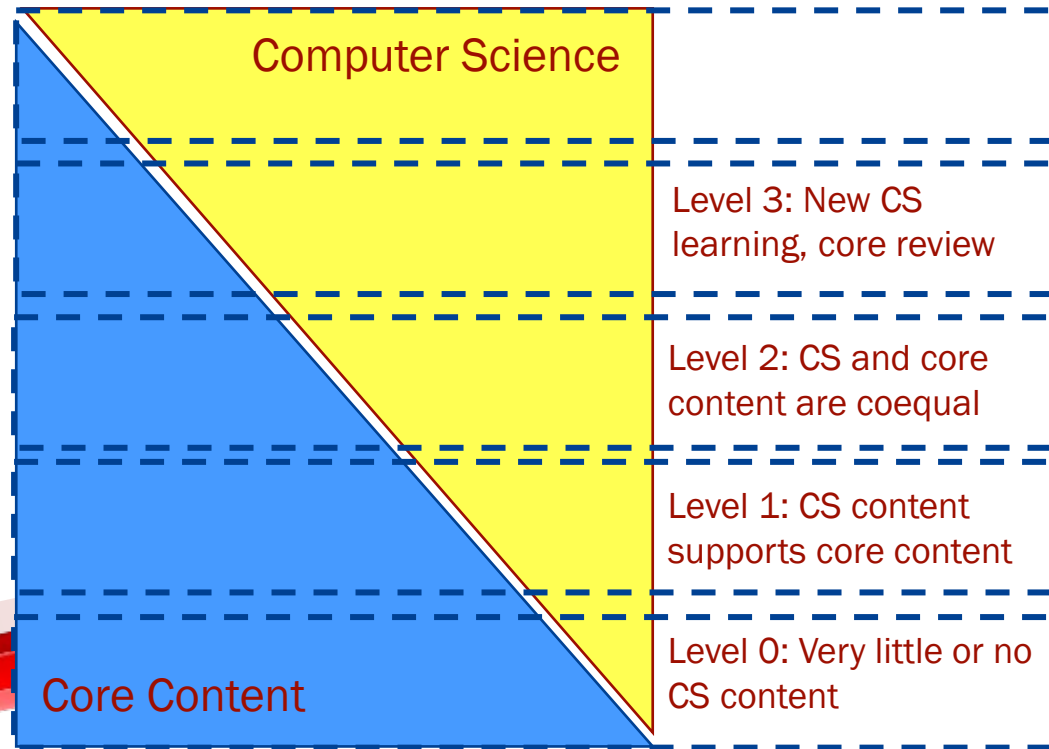 Computer Science
Level 3: New CS
learning, core review
Level 2: CS and core
content are coequal
Level 1: CS content
supports core content
Level 0: Very little or no
CS content
Core Content